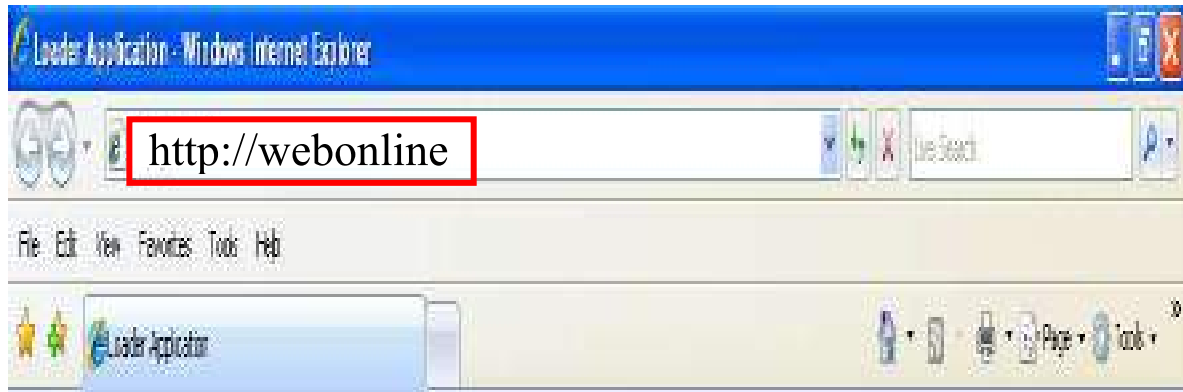 Loader Application - Windows Internet Explorer
http://webonline
Live Search
File Edit View Favorites Tools Help
Loader Application
Page Tools